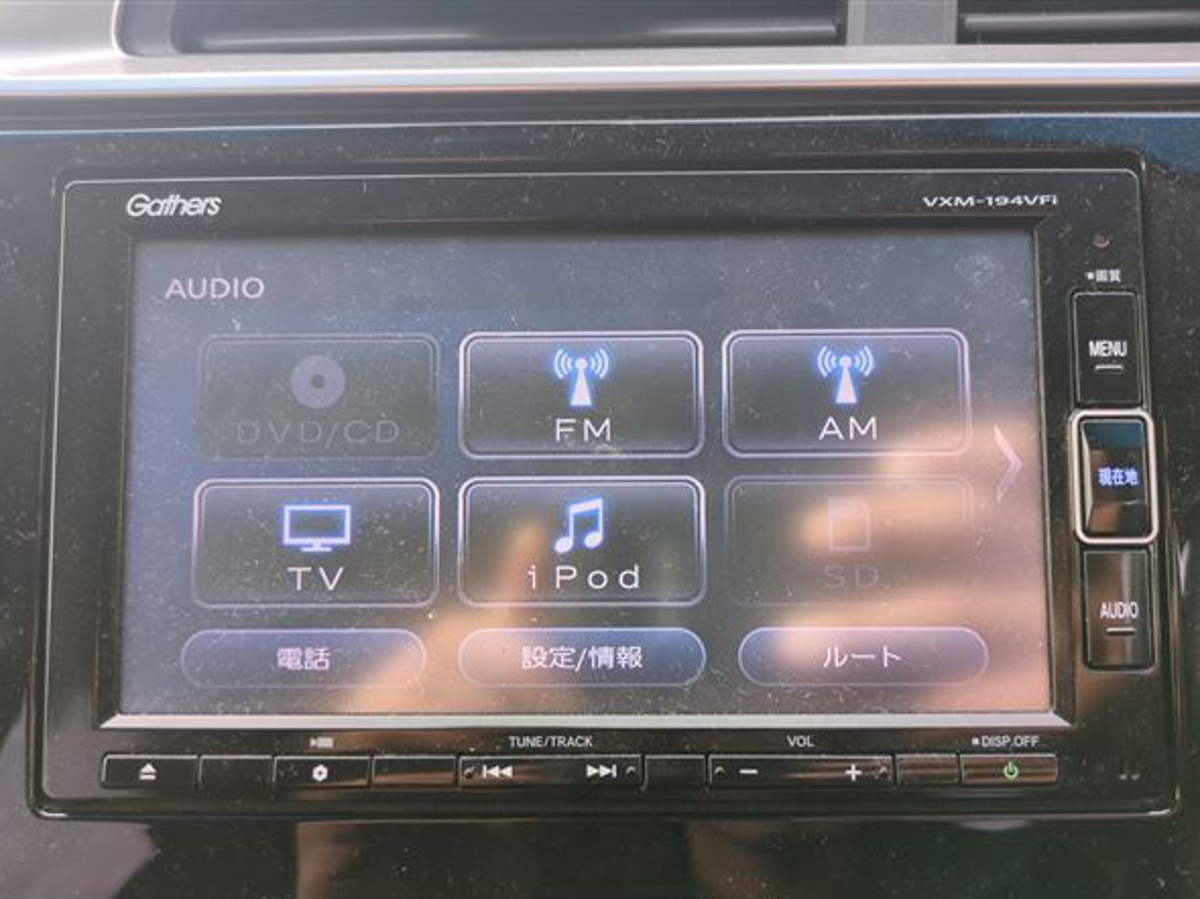 Gathers
VXM-194VFi
AUDIO
DVD/CD
FM
AM
TV
iPod
SD
電話
設定/情報
ルート
✱画質
MENU
現在地
AUDIO
TUNE/TRACK
VOL
✱DISP.OFF